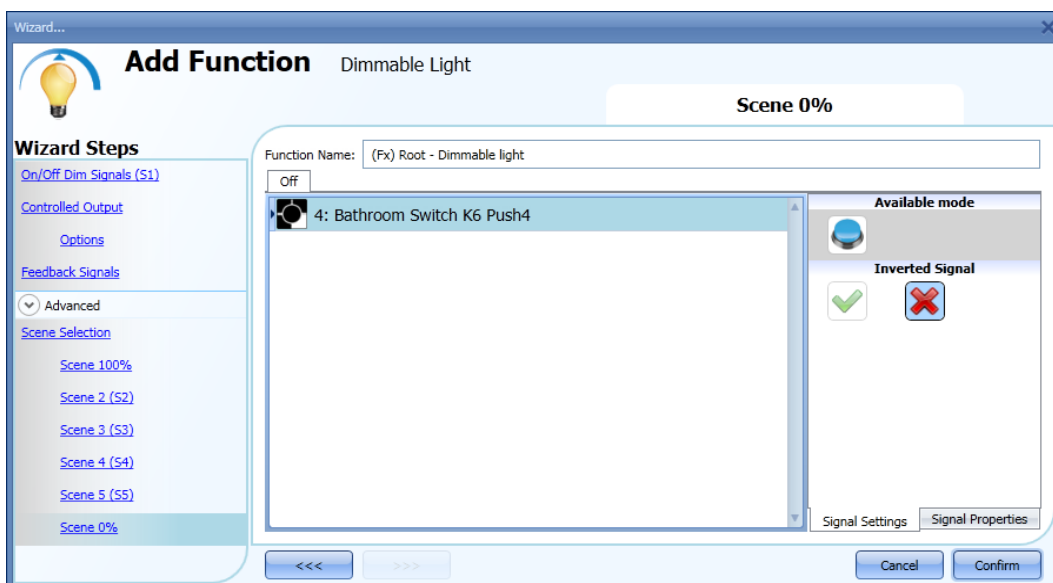 Wizard...
Add Function Dimmable Light
Scene 0%
Wizard Steps
On/Off Dim Signals (S1)
Controlled Output
Options
Feedback Signals
Advanced
Scene Selection
Scene 100%
Scene 2 (S2)
Scene 3 (S3)
Scene 4 (S4)
Scene 5 (S5)
Scene 0%
Function Name: (Fx) Root - Dimmable light
Off
4: Bathroom Switch K6 Push4
Available mode
Inverted Signal
Signal Settings Signal Properties
<<< >>> Cancel Confirm